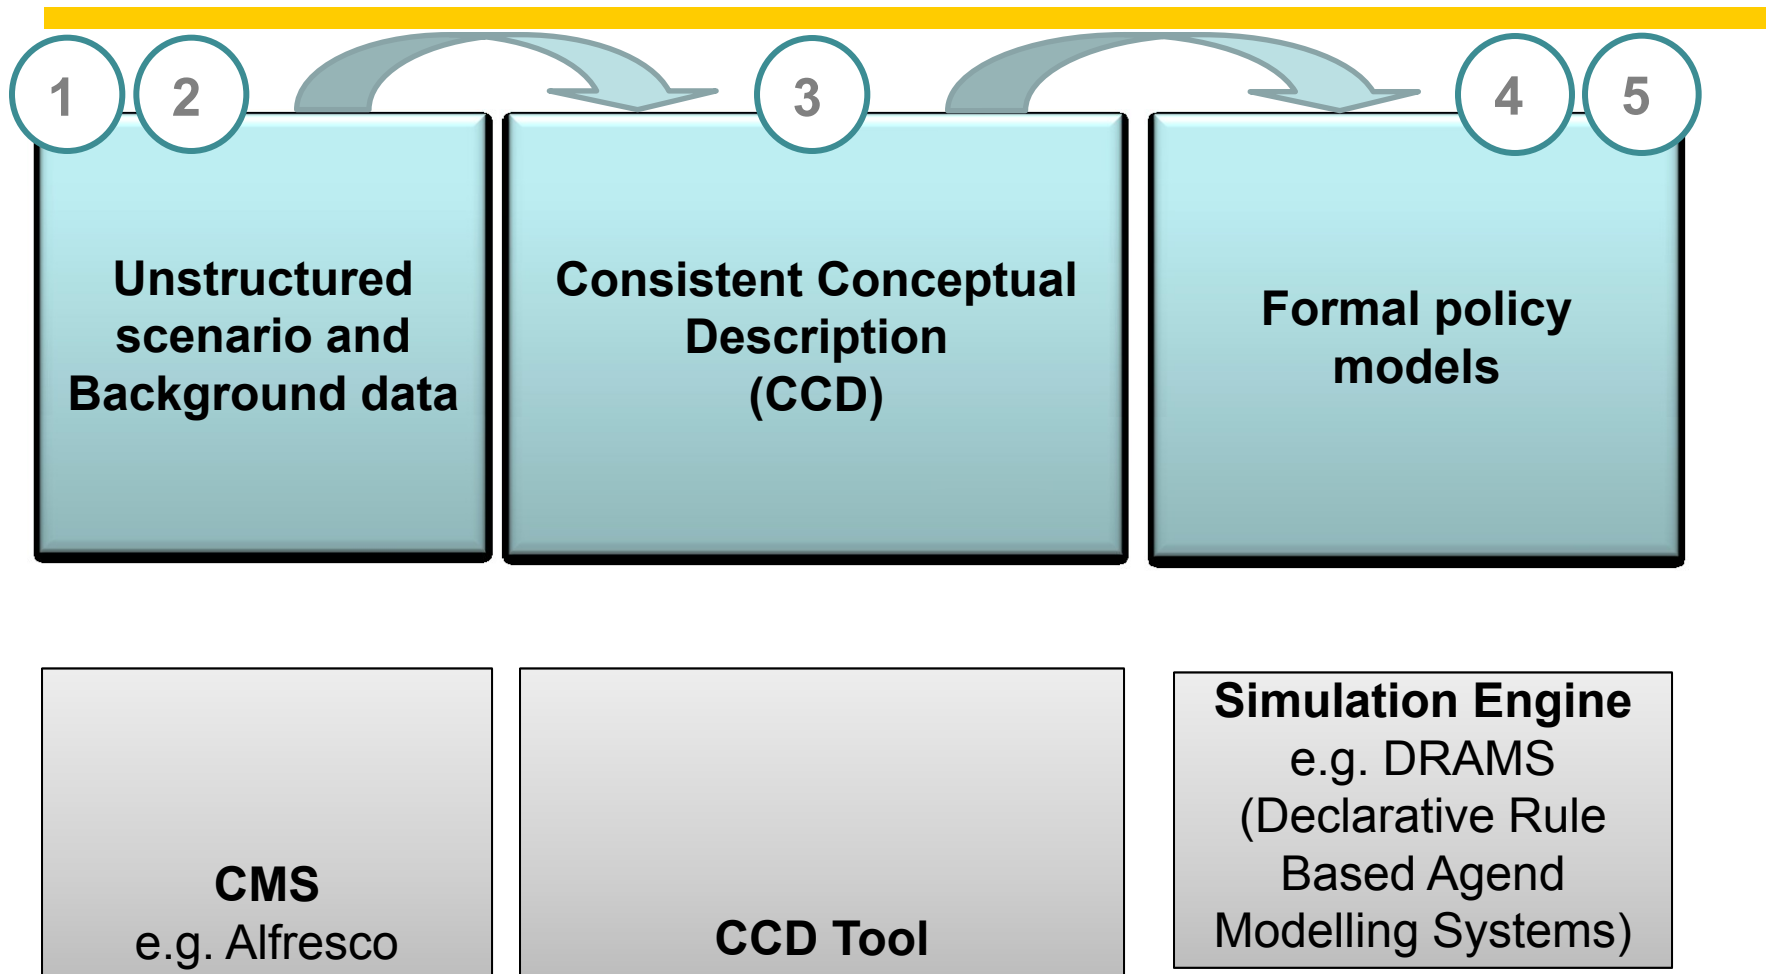 1
2
3
4
5
Unstructured
scenario and
Background data
Consistent Conceptual
Description
(CCD)
Formal policy
models
CMS
e.g. Alfresco
CCD Tool
Simulation Engine
e.g. DRAMS
(Declarative Rule
Based Agend
Modelling Systems)